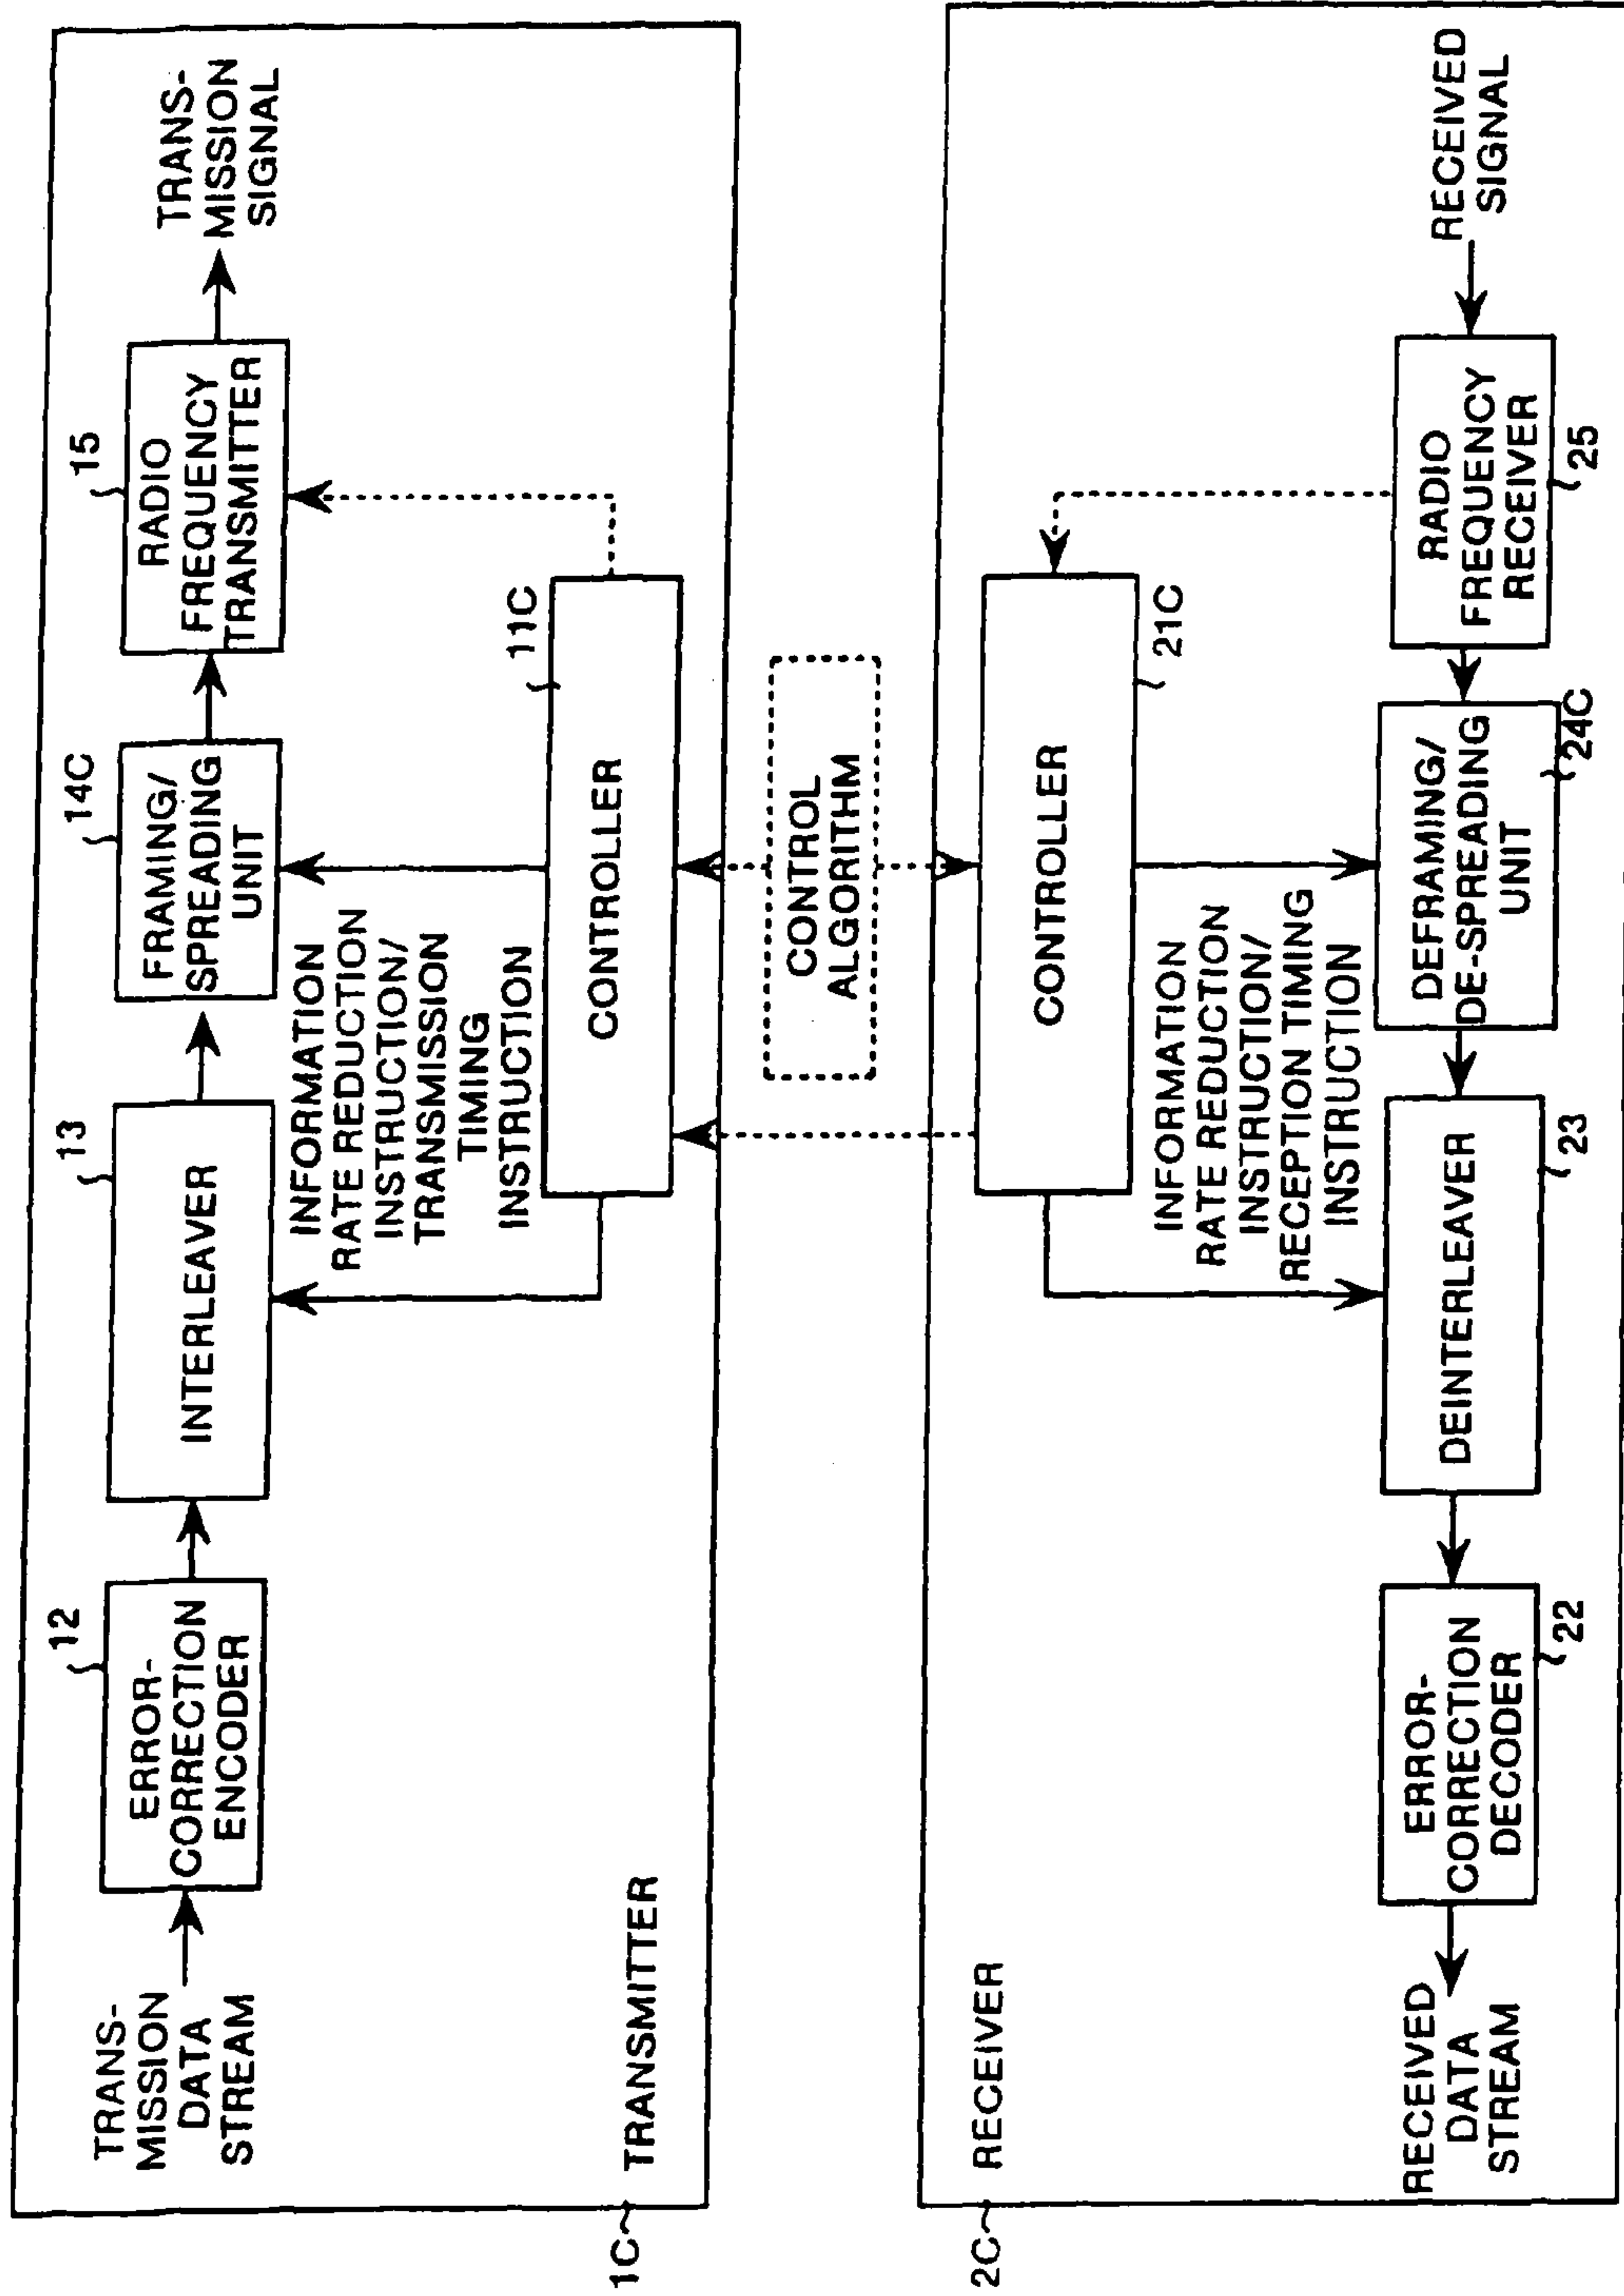 TRANS-
MISSION
DATA
STREAM
12
ERROR-
CORRECTION
ENCODER
13
INTERLEAVER
14C
FRAMING/
SPREADING
UNIT
15
RADIO
FREQUENCY
TRANSMITTER
TRANS-
MISSION
SIGNAL
INFORMATION
RATE REDUCTION
INSTRUCTION/
TRANSMISSION
TIMING
INSTRUCTION
11C
CONTROLLER
1C
TRANSMITTER
CONTROL
ALGORITHM
2C
RECEIVER
CONTROLLER
21C
INFORMATION
RATE REDUCTION
INSTRUCTION/
RECEPTION TIMING
INSTRUCTION
RECEIVED
DATA
STREAM
ERROR-
CORRECTION
DECODER
22
DEINTERLEAVER
23
DEFRAMING/
DE-SPREADING
UNIT
24C
RADIO
FREQUENCY
RECEIVER
25
RECEIVED
SIGNAL